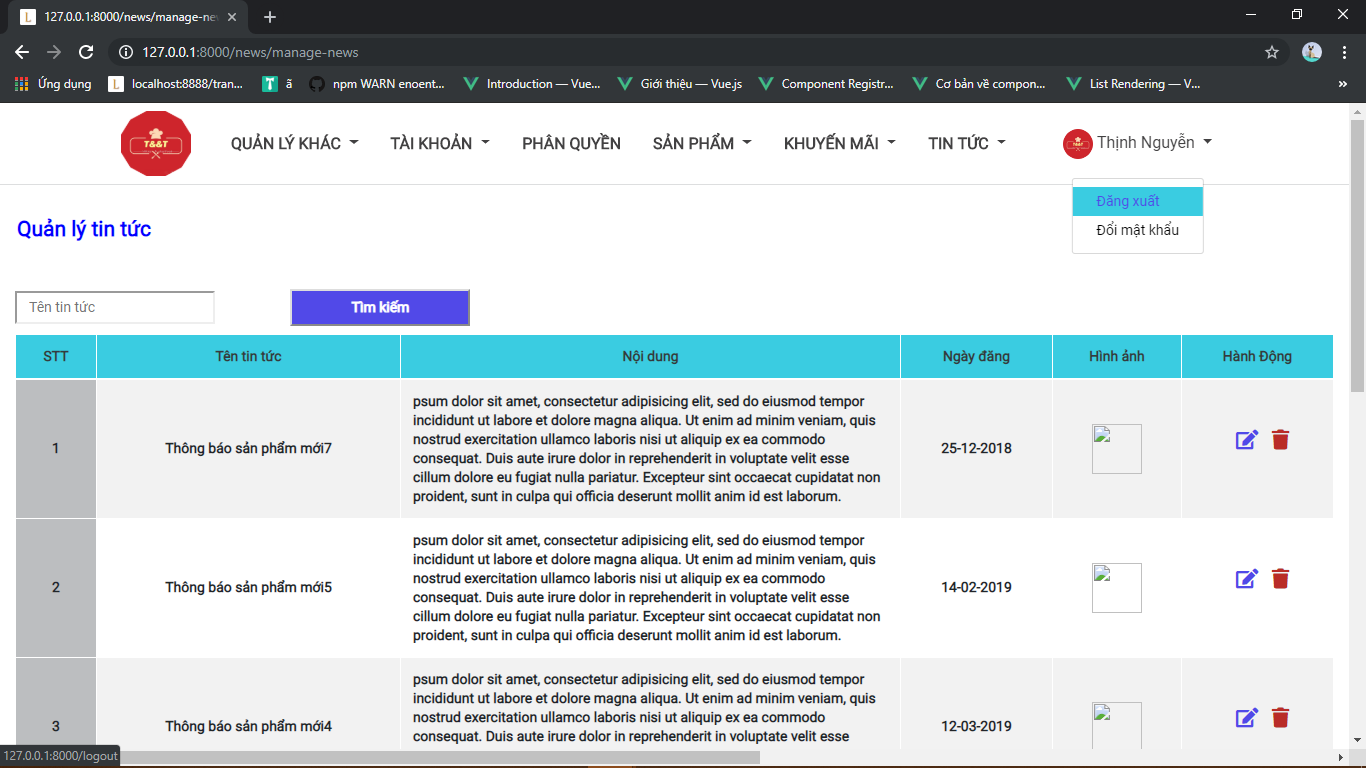 127.0.0.1:8000/news/manage-ne
127.0.0.1:8000/news/manage-news
Ứng dụng
localhost:8888/tran...
ã
npm WARN enoent...
Introduction — Vue...
Giới thiệu — Vue.js
Component Registr...
Cơ bản về compon...
List Rendering — V...
»
T&&T
QUẢN LÝ KHÁC
TÀI KHOẢN
PHÂN QUYỀN
SẢN PHẨM
KHUYẾN MÃI
TIN TỨC
Thịnh Nguyễn
Đăng xuất
Đổi mật khẩu
Quản lý tin tức
Tên tin tức
Tìm kiếm
STT
Tên tin tức
Nội dung
Ngày đăng
Hình ảnh
Hành Động
1
Thông báo sản phẩm mới7
psum dolor sit amet, consectetur adipisicing elit, sed do eiusmod tempor
incididunt ut labore et dolore magna aliqua. Ut enim ad minim veniam, quis
nostrud exercitation ullamco laboris nisi ut aliquip ex ea commodo
consequat. Duis aute irure dolor in reprehenderit in voluptate velit esse
cillum dolore eu fugiat nulla pariatur. Excepteur sint occaecat cupidatat non
proident, sunt in culpa qui officia deserunt mollit anim id est laborum.
25-12-2018
2
Thông báo sản phẩm mới5
psum dolor sit amet, consectetur adipisicing elit, sed do eiusmod tempor
incididunt ut labore et dolore magna aliqua. Ut enim ad minim veniam, quis
nostrud exercitation ullamco laboris nisi ut aliquip ex ea commodo
consequat. Duis aute irure dolor in reprehenderit in voluptate velit esse
cillum dolore eu fugiat nulla pariatur. Excepteur sint occaecat cupidatat non
proident, sunt in culpa qui officia deserunt mollit anim id est laborum.
14-02-2019
3
Thông báo sản phẩm mới4
psum dolor sit amet, consectetur adipisicing elit, sed do eiusmod tempor
incididunt ut labore et dolore magna aliqua. Ut enim ad minim veniam, quis
nostrud exercitation ullamco laboris nisi ut aliquip ex ea commodo
consequat. Duis aute irure dolor in reprehenderit in voluptate velit esse
12-03-2019
127.0.0.1:8000/logout